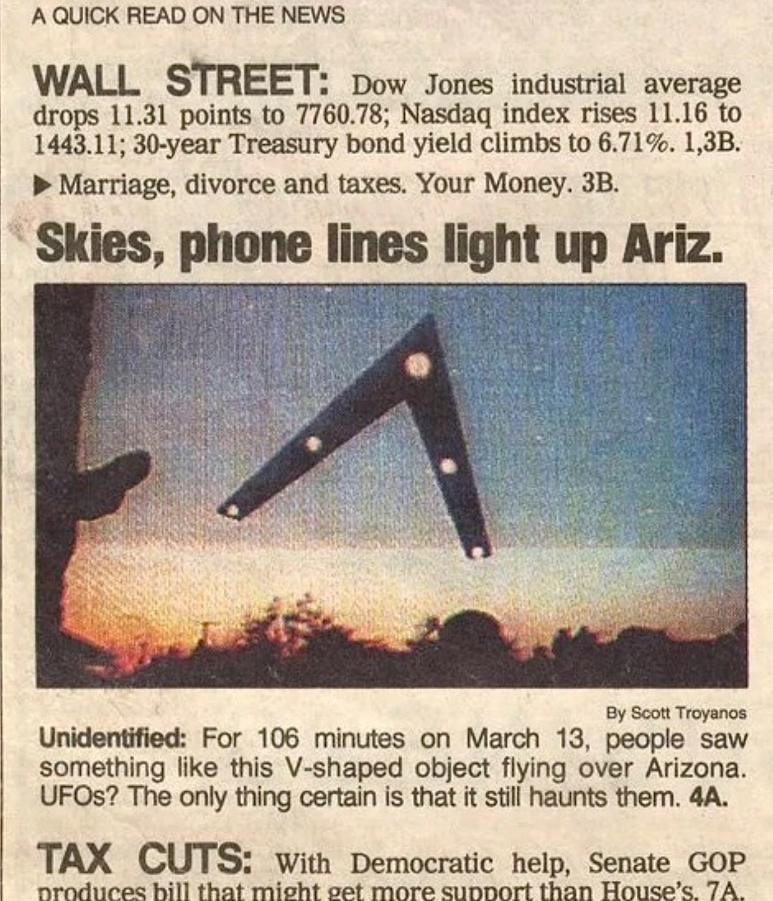 A QUICK READ ON THE NEWS
WALL STREET: Dow Jones industrial average
drops 11.31 points to 7760.78; Nasdaq index rises 11.16 to
1443.11; 30-year Treasury bond yield climbs to 6.71%. 1,3B.
▶ Marriage, divorce and taxes. Your Money. 3B.
Skies, phone lines light up Ariz.
By Scott Troyanos
Unidentified: For 106 minutes on March 13, people saw
something like this V-shaped object flying over Arizona.
UFOs? The only thing certain is that it still haunts them. 4A.
TAX CUTS: With Democratic help, Senate GOP
produces bill that might get more support than House's. 7A.